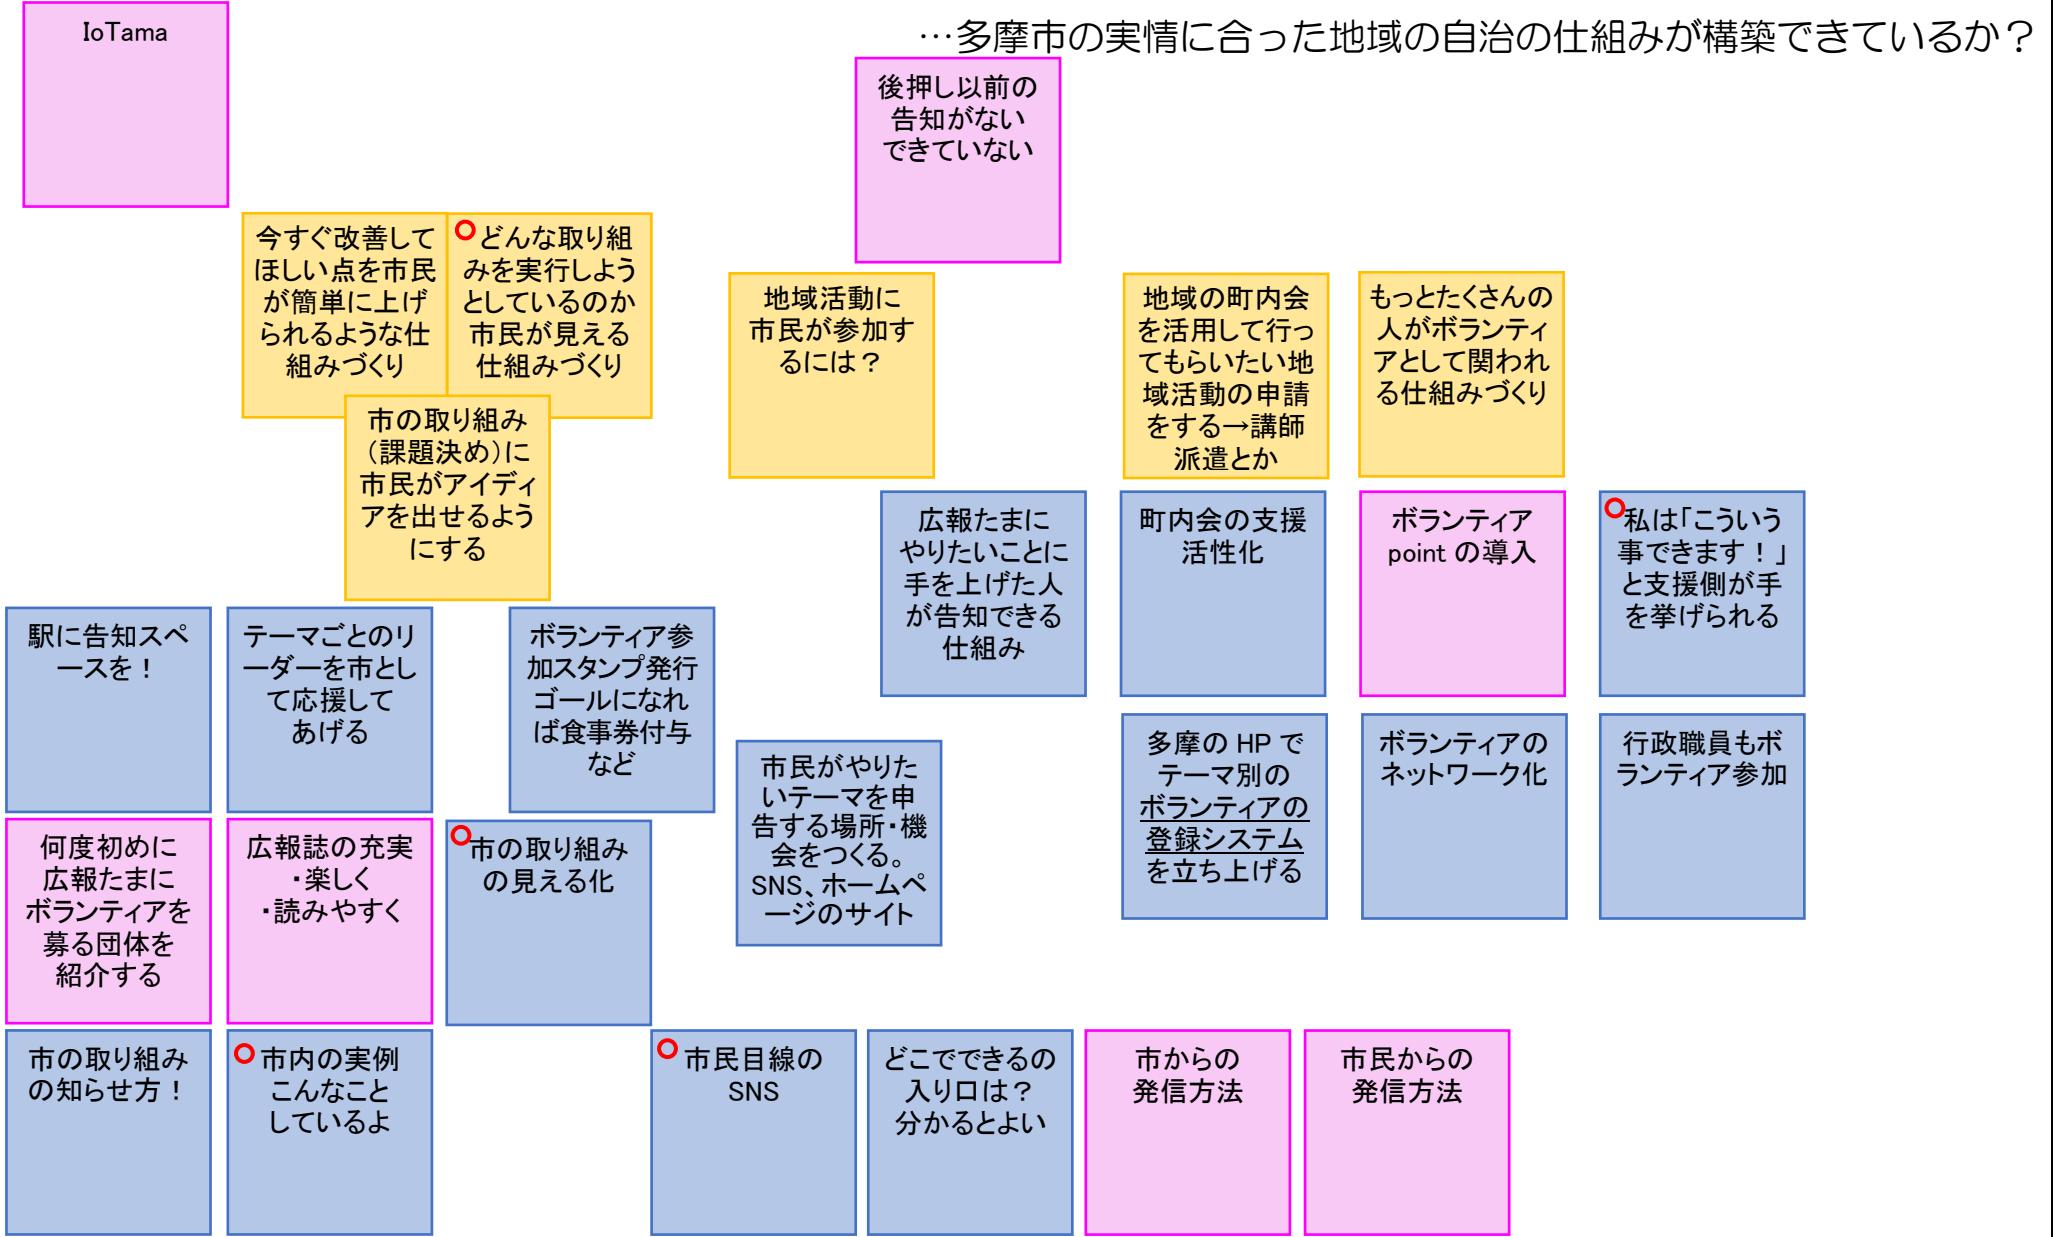 …多摩市の実情に合った地域の自治の仕組みが構築できているか？
IoTama
後押し以前の
告知がない
できていない
今すぐ改善して
ほしい点を市民
が簡単に上げ
られるような仕
組みづくり
どんな取り組
みを実行しよう
としているのか
市民が見える
仕組みづくり
市の取り組み
（課題決め）に
市民がアイディ
アを出せるよう
にする
地域活動に
市民が参加す
るには？
地域の町内会
を活用して行っ
てもらいたい地
域活動の申請
をする→講師
派遣とか
もっとたくさんの
人がボランティ
アとして関われ
る仕組みづくり
広報たまに
やりたいことに
手を上げた人
が告知できる
仕組み
町内会の支援
活性化
ボランティア
point の導入
私は「こういう
事できます！」
と支援側が手
を挙げられる
駅に告知スペ
ースを！
テーマごとのリ
ーダーを市とし
て応援して
あげる
ボランティア参
加スタンプ発行
ゴールになれ
ば食事券付与
など
市民がやりた
いテーマを申
告する場所・機
会をつくる。
SNS、ホームペ
ージのサイト
多摩の HP で
テーマ別の
ボランティアの
登録システム
を立ち上げる
ボランティアの
ネットワーク化
行政職員もボ
ランティア参加
何度初めに
広報たまに
ボランティアを
募る団体を
紹介する
広報誌の充実
・楽しく
・読みやすく
市の取り組み
の見える化
市の取り組み
の知らせ方！
市内の実例
こんなこと
しているよ
市民目線の
SNS
どこでできるの
入り口は？
分かるとよい
市からの
発信方法
市民からの
発信方法